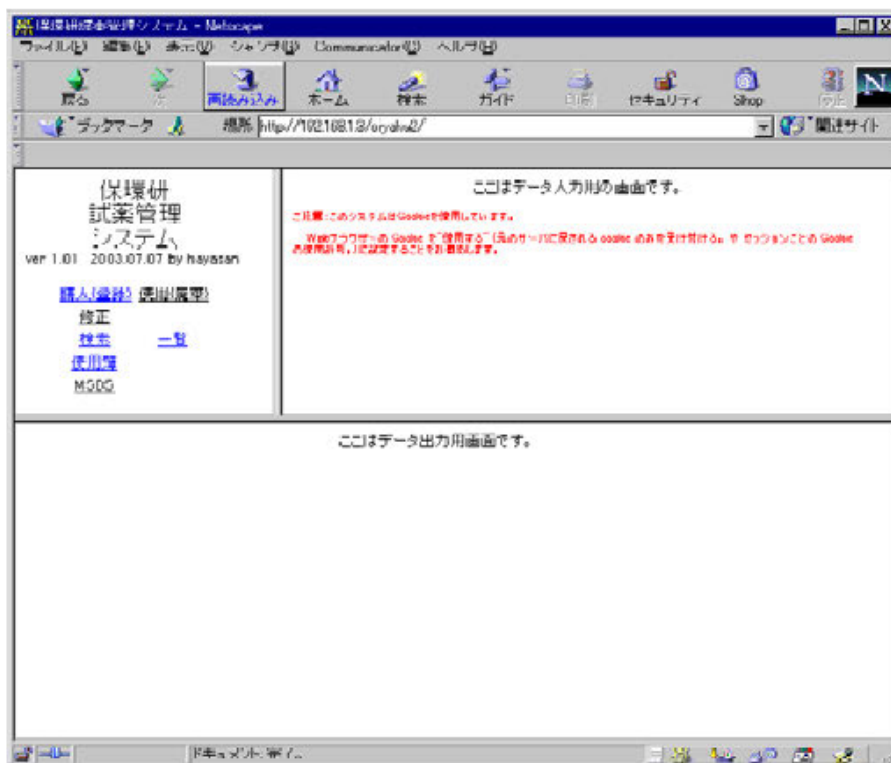 保環研試薬管理システム - Netscape
ファイル(F) 編集(E) 表示(V) ジャンプ(G) Communicator(C) ヘルプ(H)
戻る 次 再読み込み ホーム 検索 ガイド 印刷 セキュリティ Shop 停止 N
ブックマーク 場所 関連サイト
保環研
試薬管理
システム
ver 1.01 2003.07.07 by hayasan
購入(登録) 使用(廃棄)
修正
検索 一覧
使用簿
MSDS
ここはデータ入力用の画面です。
ご注意:このシステムはCookieを使用しています。
ここはデータ出力用画面です。
ドキュメント: 完了。